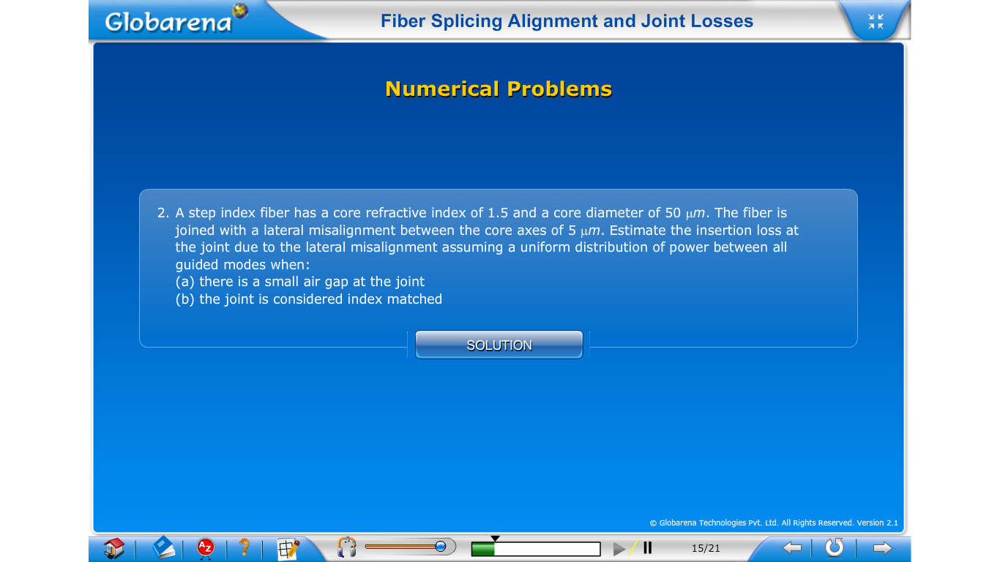 Globarena
Fiber Splicing Alignment and Joint Losses
Numerical Problems
2. A step index fiber has a core refractive index of 1.5 and a core diameter of 50 μm. The fiber is
joined with a lateral misalignment between the core axes of 5 μm. Estimate the insertion loss at
the joint due to the lateral misalignment assuming a uniform distribution of power between all
guided modes when:
(a) there is a small air gap at the joint
(b) the joint is considered index matched
SOLUTION
© Globarena Technologies Pvt. Ltd. All Rights Reserved. Version 2.1
AZ
?
15/21